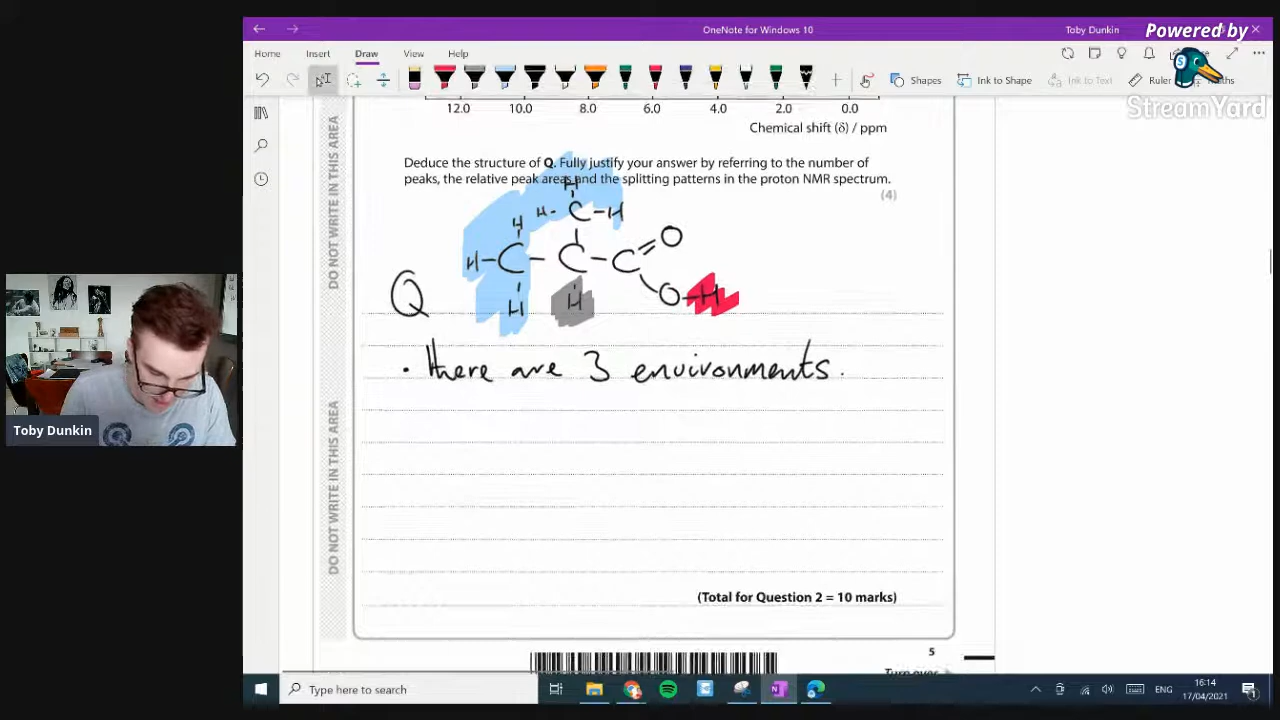 OneNote for Windows 10
Toby Dunkin
Powered by
StreamYard
Home
Insert
Draw
View
Help
Shapes
Ink to Shape
Ink to Text
Ruler
12.0 10.0 8.0 6.0 4.0 2.0 0.0
Chemical shift (δ) / ppm
DO NOT WRITE IN THIS AREA
Deduce the structure of Q. Fully justify your answer by referring to the number of
peaks, the relative peak areas and the splitting patterns in the proton NMR spectrum.
(4)
H
H
H-C-H
H-C-C-C=O
Q
H
H
O-H
• there are 3 environments.
DO NOT WRITE IN THIS AREA
(Total for Question 2 = 10 marks)
5
Turn over
Toby Dunkin
Type here to search
ENG
16:14
17/04/2021